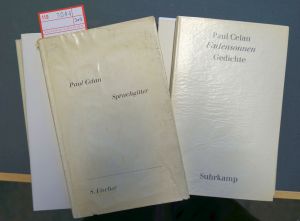 Paul Celan
Sprachgitter
S. Fischer
Paul Celan
Fadensonnen
Gedichte
Suhrkamp